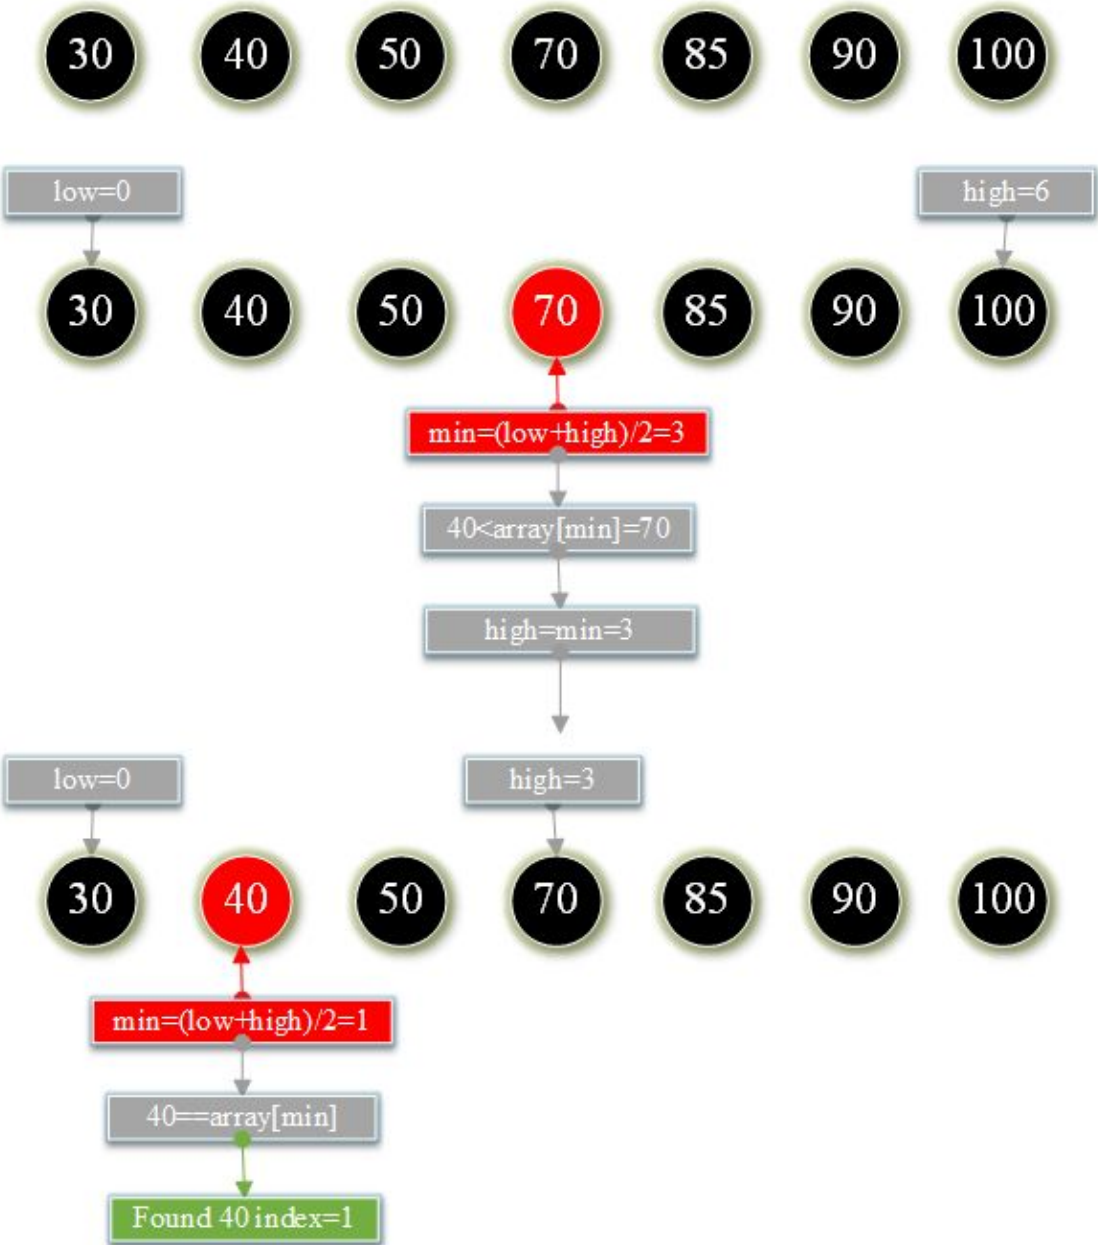 30 40 50 70 85 90 100
low=0 high=6
30 40 50 70 85 90 100
min=(low+high)/2=3
40<array[min]=70
high=min=3
low=0 high=3
30 40 50 70 85 90 100
min=(low+high)/2=1
40==array[min]
Found 40 index=1